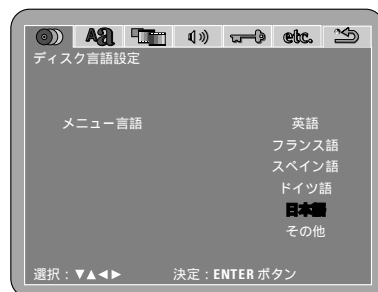 Aa etc.
ディスク言語設定
メニュー言語 英語
フランス語
スペイン語
ドイツ語
日本語
その他
選択：▼▲◄► 決定：ENTER ボタン